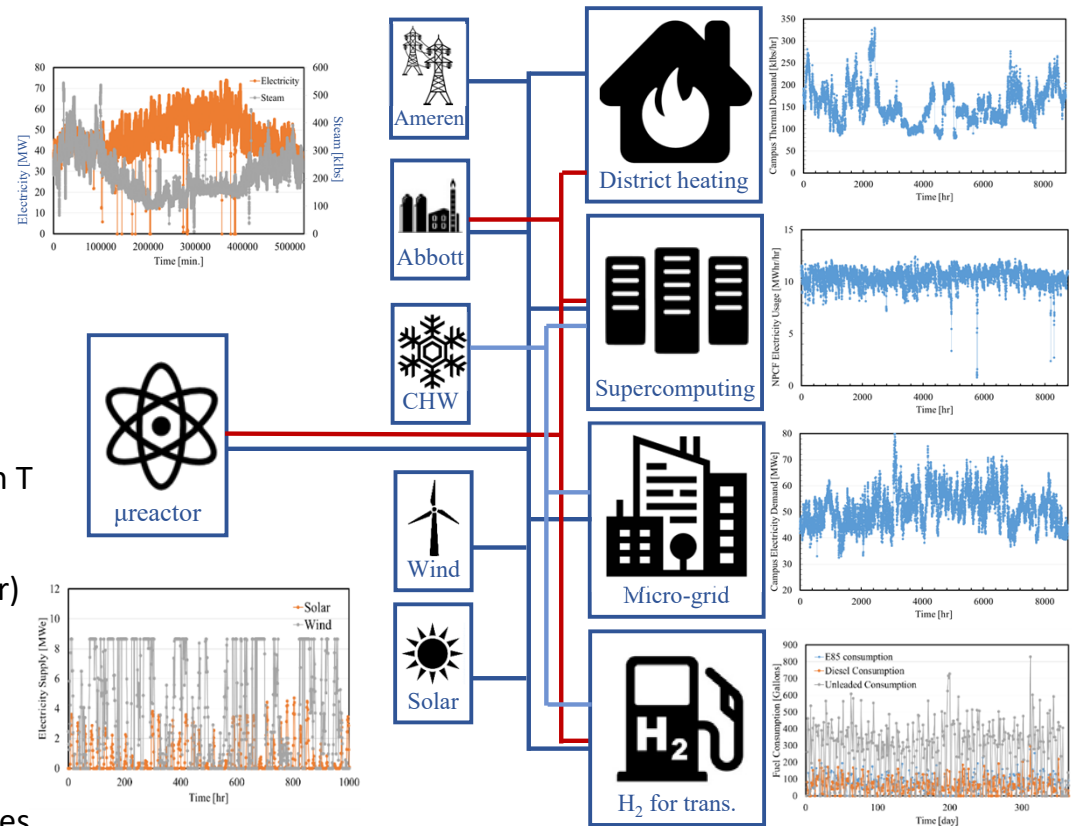 80
70
60
50
40
30
20
10
0
Electricity [MW]
600
500
400
300
200
100
0
Steam [klbs]
Electricity
Steam
0 100000 200000 300000 400000 500000
Time [min.]
Ameren
Abbott
CHW
μreactor
Wind
Solar
n T
r)
es
12
10
8
6
4
2
0
Electricity Supply [MWe]
Solar
Wind
0 200 400 600 800 1000
Time [hr]
District heating
Supercomputing
Micro-grid
H2
H₂ for trans.
350
300
250
200
150
100
50
0
Campus Thermal Demand [klbs/hr]
0 2000 4000 6000 8000
Time [hr]
15
10
5
0
NPCF Electricity Usage [MWhr/hr]
0 2000 4000 6000 8000
Time [hr]
80
70
60
50
40
30
20
Campus Electricity Demand [MWe]
0 2000 4000 6000 8000
Time [hr]
900
800
700
600
500
400
300
200
100
0
Fuel Consumption [Gallons]
E85 consumption
Diesel Consumption
Unleaded Consumption
0 100 200 300
Time [day]